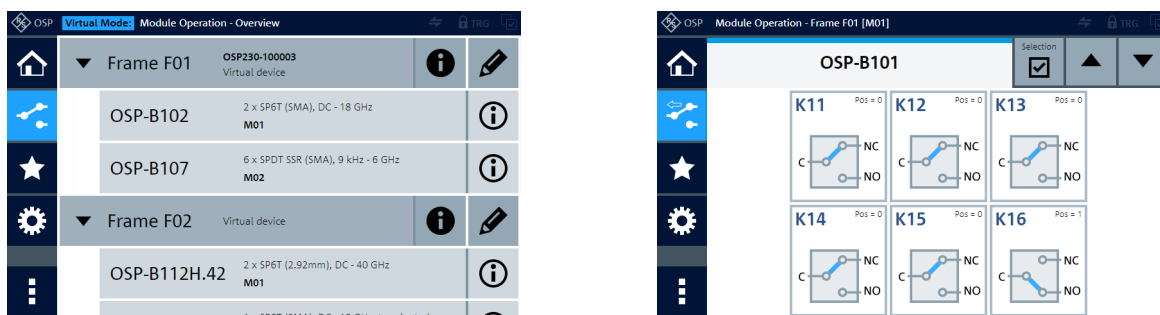 OSP Virtual Mode: Module Operation - Overview TRG
Frame F01 OSP230-100003
Virtual device
OSP-B102 2 x SP6T (SMA), DC - 18 GHz
M01
OSP-B107 6 x SPDT SSR (SMA), 9 kHz - 6 GHz
M02
Frame F02 Virtual device
OSP-B112H.42 2 x SP6T (2.92mm), DC - 40 GHz
M01
OSP Module Operation - Frame F01 [M01] TRG
OSP-B101 Selection
K11 Pos = 0 K12 Pos = 0 K13 Pos = 0
NC NC NC
C C C
NO NO NO
K14 Pos = 0 K15 Pos = 0 K16 Pos = 1
NC NC NC
C C C
NO NO NO